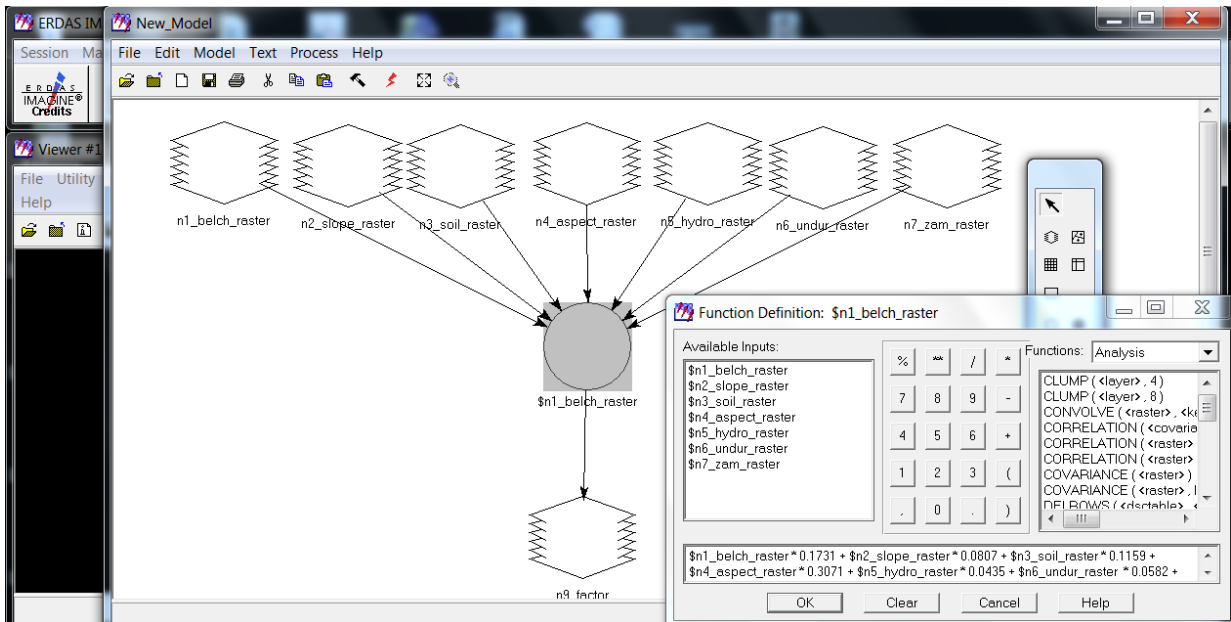 ERDAS IM
New_Model
Session Ma
File Edit Model Text Process Help
ERDAS
IMAGINE®
Credits
Viewer #1
File Utility
Help
n1_belch_raster
n2_slope_raster
n3_soil_raster
n4_aspect_raster
n5_hydro_raster
n6_undur_raster
n7_zam_raster
$n1_belch_raster
n9_factor
Function Definition: $n1_belch_raster
Available Inputs:
$n1_belch_raster
$n2_slope_raster
$n3_soil_raster
$n4_aspect_raster
$n5_hydro_raster
$n6_undur_raster
$n7_zam_raster
% ** / *
7 8 9 -
4 5 6 +
1 2 3 (
, 0 . )
Functions: Analysis
CLUMP ( <layer> , 4 )
CLUMP ( <layer> , 8 )
CONVOLVE ( <raster> , <ke
CORRELATION ( <covaria
CORRELATION ( <raster>
CORRELATION ( <raster>
COVARIANCE ( <raster> )
COVARIANCE ( <raster> , I
DELROWS ( <dsctable> , <
$n1_belch_raster * 0.1731 + $n2_slope_raster * 0.0807 + $n3_soil_raster * 0.1159 +
$n4_aspect_raster * 0.3071 + $n5_hydro_raster * 0.0435 + $n6_undur_raster * 0.0582 +
OK Clear Cancel Help